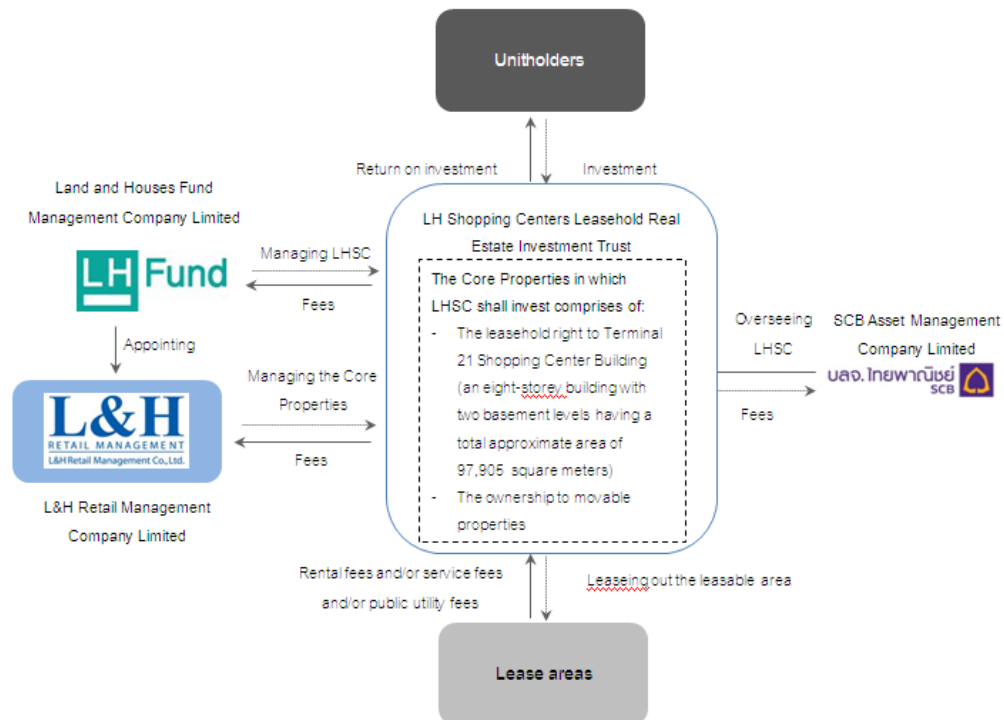 Unitholders
Return on investment
Investment
Land and Houses Fund
Management Company Limited
LH Fund
Managing LHSC
Fees
Appointing
L&H
RETAIL MANAGEMENT
L&H Retail Management Co.,Ltd.
L&H Retail Management
Company Limited
Managing the Core
Properties
Fees
LH Shopping Centers Leasehold Real
Estate Investment Trust
The Core Properties in which
LHSC shall invest comprises of:
- The leasehold right to Terminal
21 Shopping Center Building
(an eight-storey building with
two basement levels having a
total approximate area of
97,905 square meters)
- The ownership to movable
properties
Overseeing
LHSC
Fees
SCB Asset Management
Company Limited
บลจ. ไทยพาณิชย์
SCB
Rental fees and/or service fees
and/or public utility fees
Leaseing out the leasable area
Lease areas